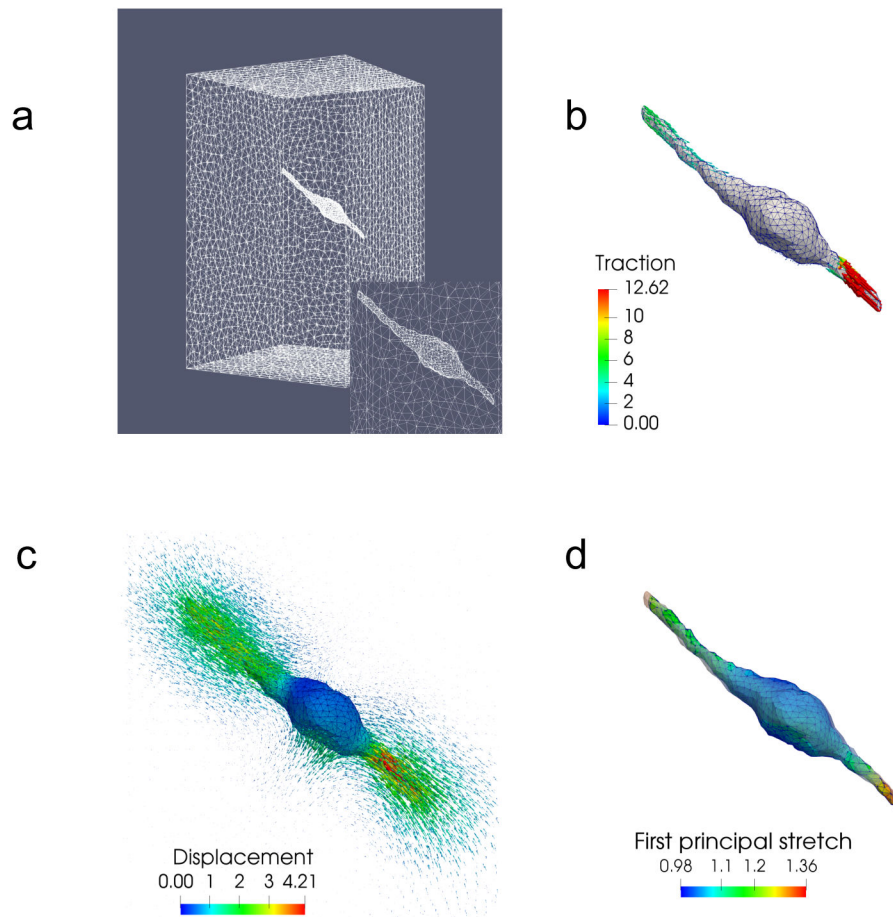 a
b
Traction
12.62
10
8
6
4
2
0.00
c
Displacement
0.00 1 2 3 4.21
d
First principal stretch
0.98 1.1 1.2 1.36